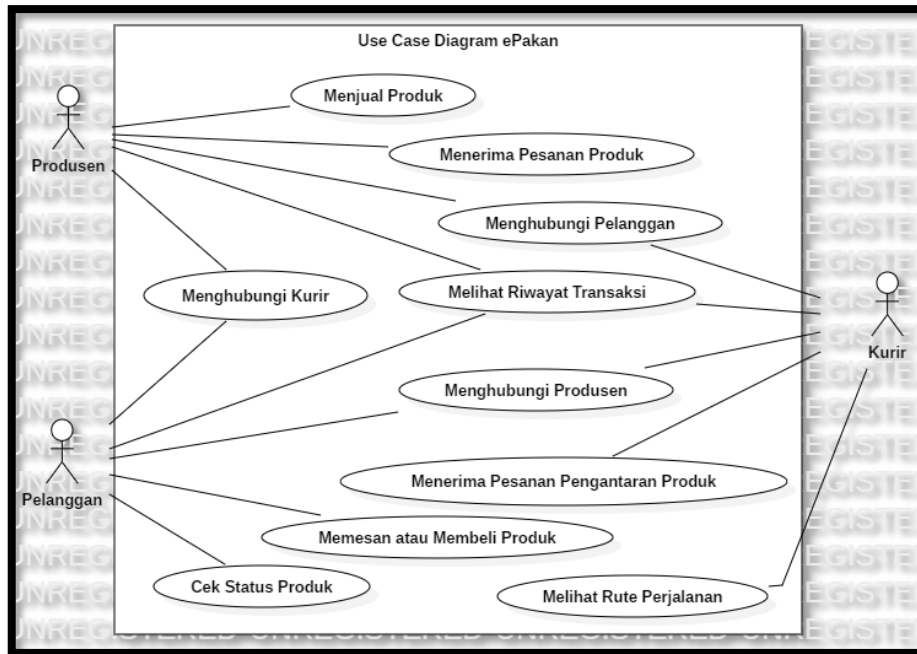 Use Case Diagram ePakan
Menjual Produk
Produsen
Menerima Pesanan Produk
Menghubungi Pelanggan
Menghubungi Kurir
Melihat Riwayat Transaksi
Kurir
Menghubungi Produsen
Pelanggan
Menerima Pesanan Pengantaran Produk
Memesan atau Membeli Produk
Cek Status Produk
Melihat Rute Perjalanan